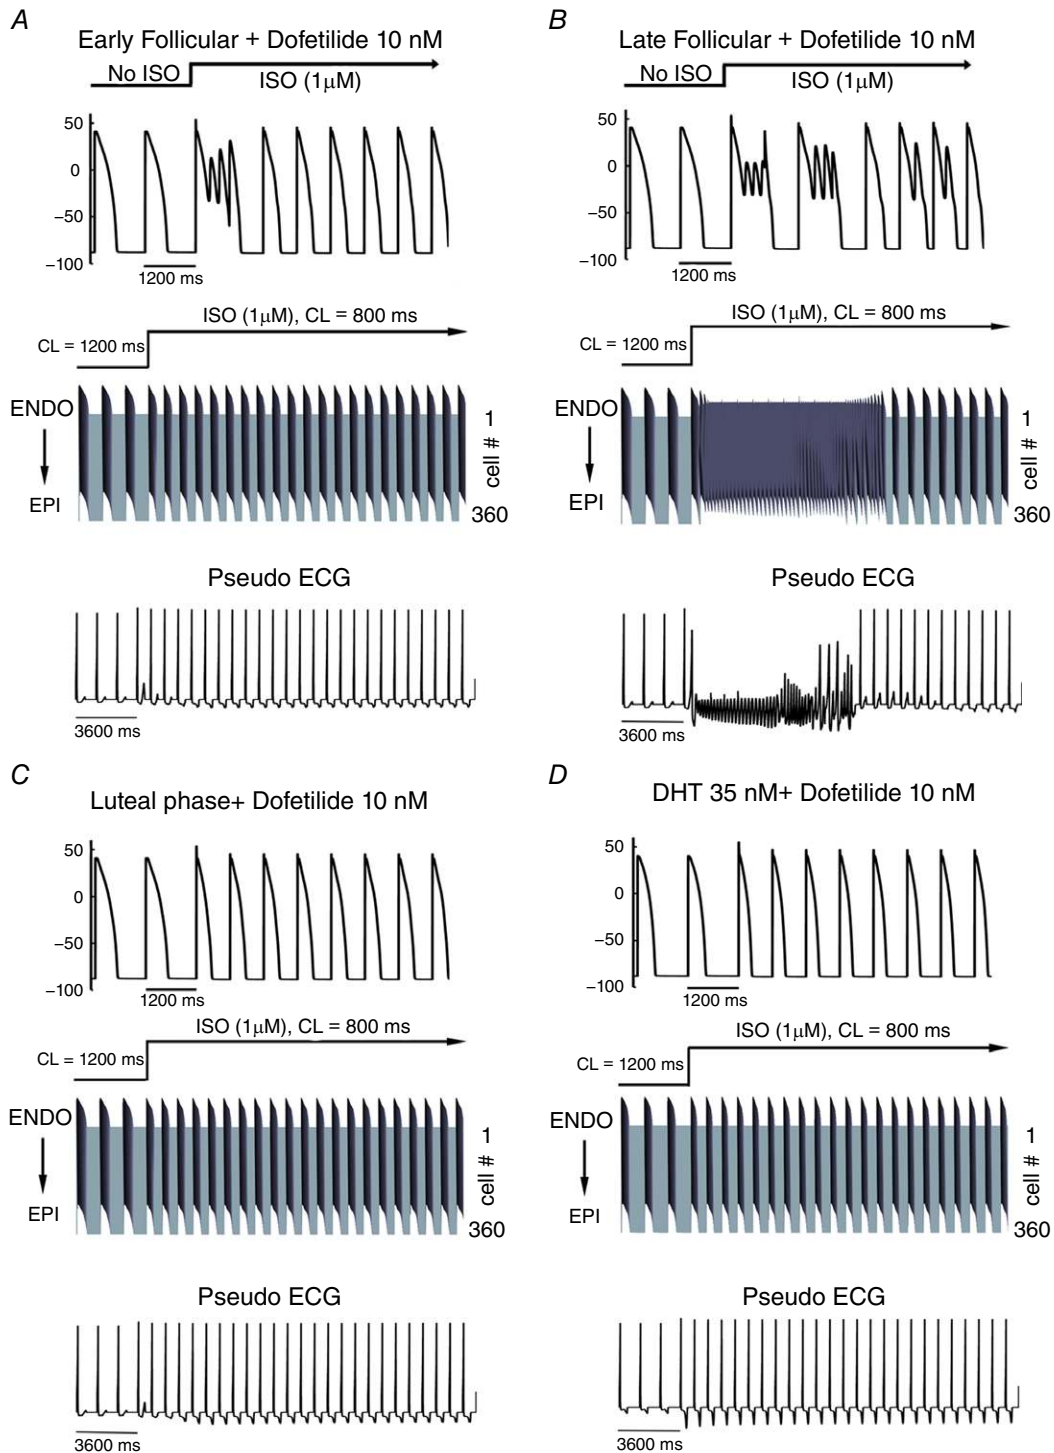 A
Early Follicular + Dofetilide 10 nM
No ISO
ISO (1μM)
50
0
−50
−100
1200 ms
ISO (1μM), CL = 800 ms
CL = 1200 ms
ENDO
EPI
1
cell #
360
Pseudo ECG
3600 ms
B
Late Follicular + Dofetilide 10 nM
No ISO
ISO (1μM)
50
0
−50
−100
1200 ms
ISO (1μM), CL = 800 ms
CL = 1200 ms
ENDO
EPI
1
cell #
360
Pseudo ECG
3600 ms
C
Luteal phase+ Dofetilide 10 nM
50
0
−50
−100
1200 ms
ISO (1μM), CL = 800 ms
CL = 1200 ms
ENDO
EPI
1
cell #
360
Pseudo ECG
3600 ms
D
DHT 35 nM+ Dofetilide 10 nM
50
0
−50
−100
1200 ms
ISO (1μM), CL = 800 ms
CL = 1200 ms
ENDO
EPI
1
cell #
360
Pseudo ECG
3600 ms